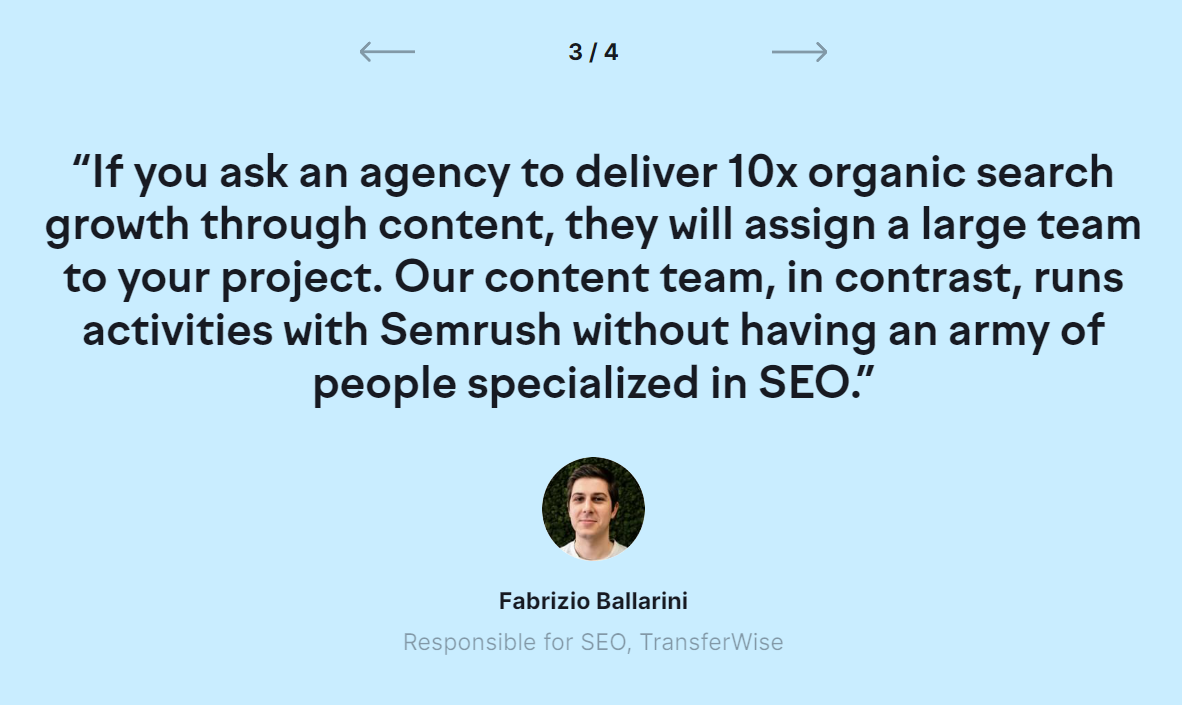 3 / 4
“If you ask an agency to deliver 10x organic search
growth through content, they will assign a large team
to your project. Our content team, in contrast, runs
activities with Semrush without having an army of
people specialized in SEO.”
Fabrizio Ballarini
Responsible for SEO, TransferWise